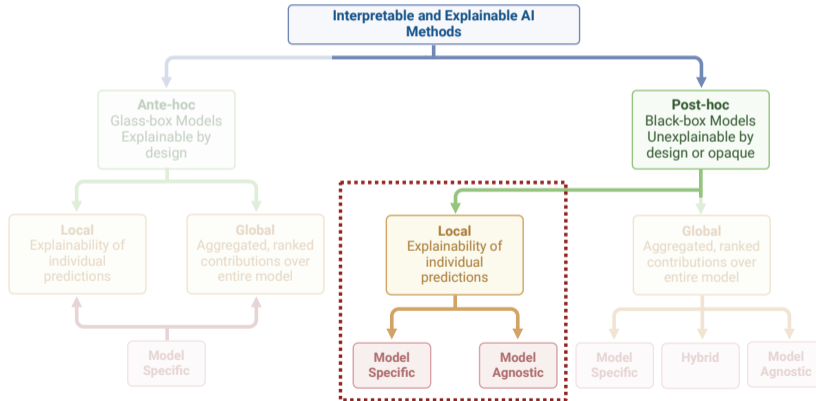 Interpretable and Explainable AI
Methods
Ante-hoc
Glass-box Models
Explainable by
design
Post-hoc
Black-box Models
Unexplainable by
design or opaque
Local
Explainability of
individual
predictions
Global
Aggregated, ranked
contributions over
entire model
Local
Explainability of
individual
predictions
Global
Aggregated, ranked
contributions over
entire model
Model
Specific
Model
Specific
Model
Agnostic
Model
Specific
Hybrid
Model
Agnostic